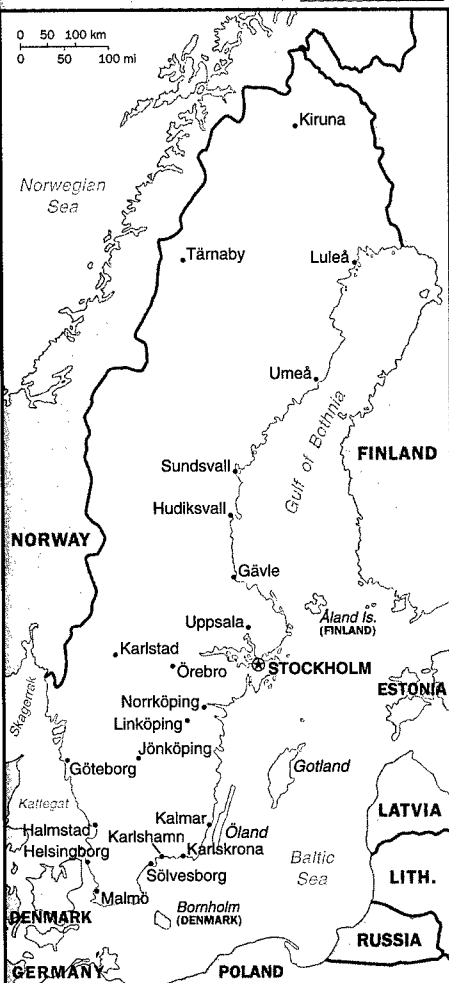 0 50 100 km
0 50 100 mi
Kiruna
Norwegian
Sea
Tärnaby
Luleå
Umeå
Gulf of Bothnia
FINLAND
Sundsvall
Hudiksvall
NORWAY
Gävle
Åland Is.
(FINLAND)
Uppsala
Karlstad
STOCKHOLM
Örebro
ESTONIA
Skagerrak
Norrköping
Linköping
Jönköping
Göteborg
Gotland
Kattegat
LATVIA
Kalmar
Öland
Halmstad
Karlshamn
Karlskrona
Helsingborg
Baltic
Sea
Sölvesborg
LITH.
Malmö
Bornholm
(DENMARK)
DENMARK
RUSSIA
GERMANY
POLAND